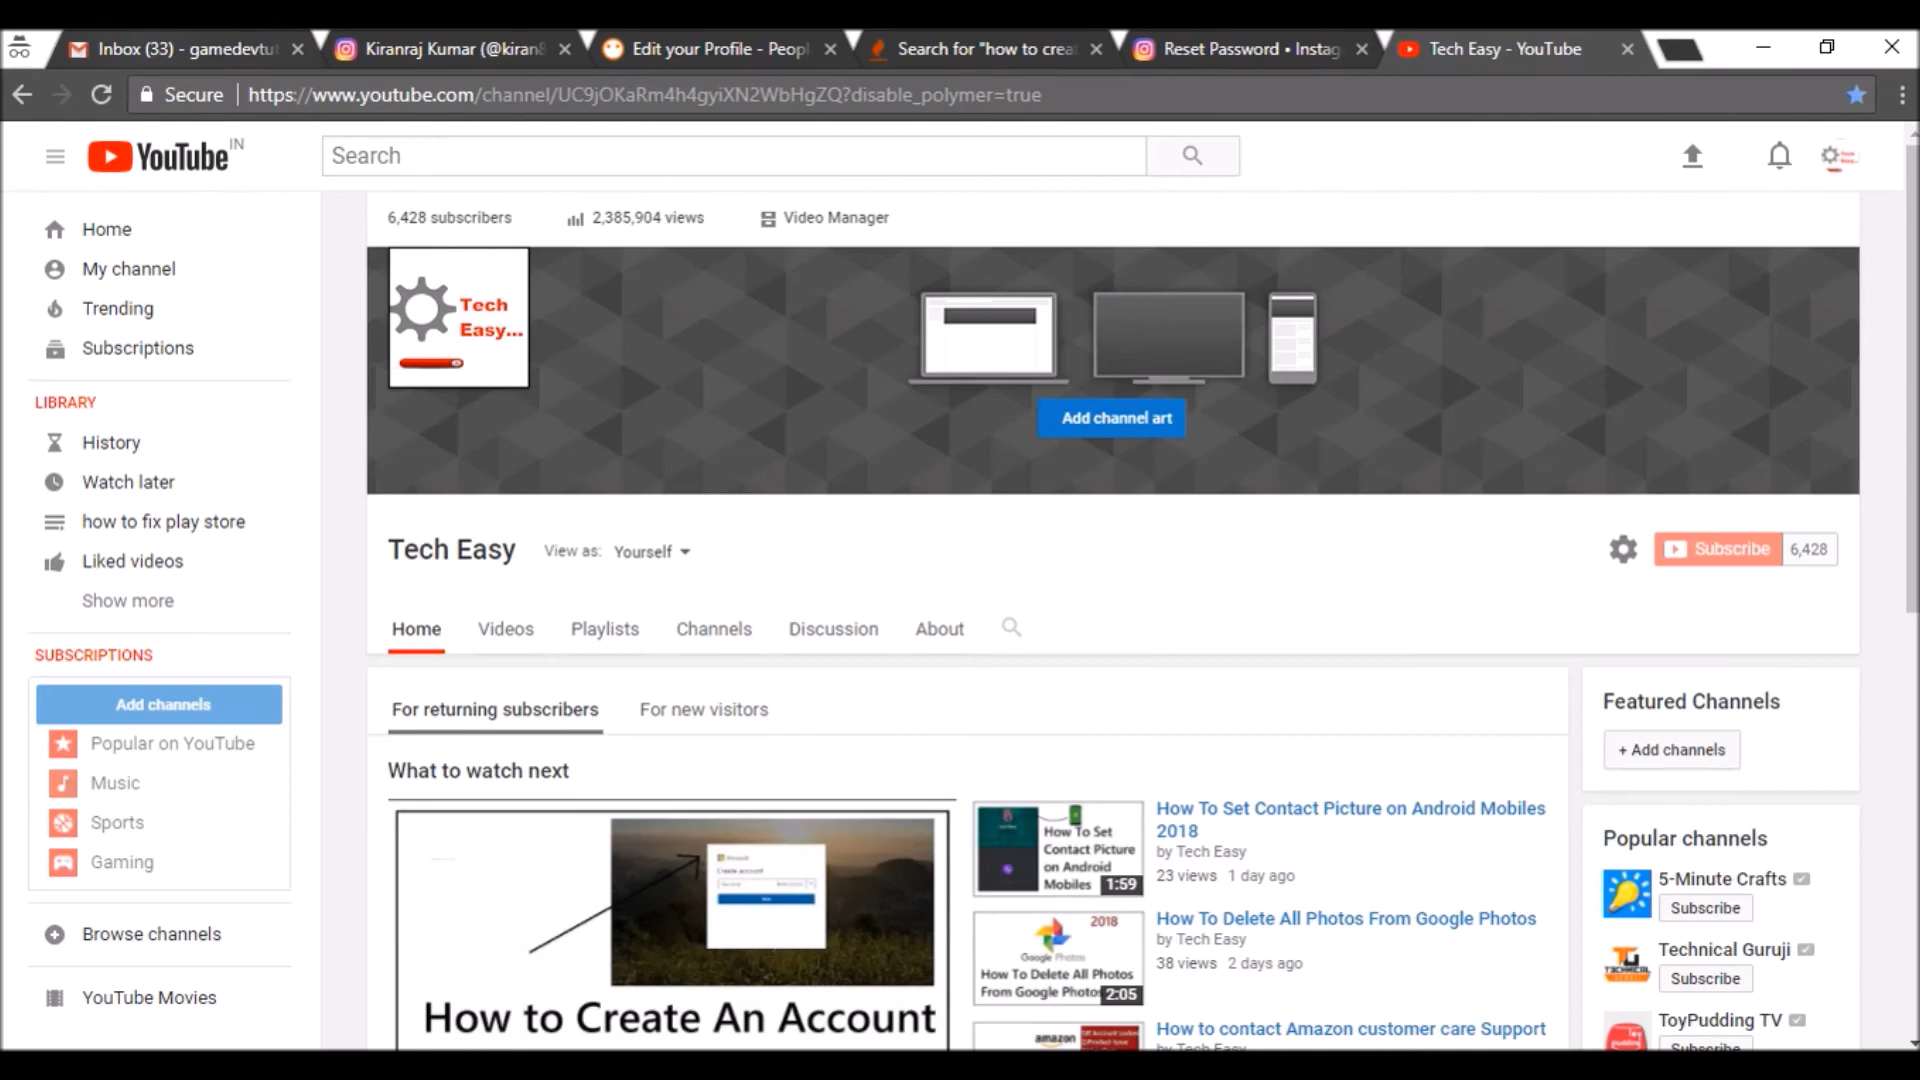 Inbox (33) - gamedevtu
Kiranraj Kumar (@kiran
Edit your Profile - Peopl
Search for "how to crea
Reset Password • Instag
Tech Easy - YouTube
Secure
https://www.youtube.com/channel/UC9jOKaRm4h4gyiXN2WbHgZQ?disable_polymer=true
YouTube IN
Search
6,428 subscribers
2,385,904 views
Video Manager
Home
My channel
Trending
Subscriptions
LIBRARY
History
Watch later
how to fix play store
Liked videos
Show more
SUBSCRIPTIONS
Add channels
Popular on YouTube
Music
Sports
Gaming
Browse channels
YouTube Movies
Tech
Easy...
Add channel art
Tech Easy
View as: Yourself
Subscribe 6,428
Home Videos Playlists Channels Discussion About
For returning subscribers For new visitors
What to watch next
Create account
How to Create An Account
How To Set
Contact Picture
on Android
Mobiles 1:59
How To Set Contact Picture on Android Mobiles
2018
by Tech Easy
23 views 1 day ago
2018
Google Photos
How To Delete All Photos
From Google Photo 2:05
How To Delete All Photos From Google Photos
by Tech Easy
38 views 2 days ago
amazon
How to contact Amazon customer care Support
by Tech Easy
Featured Channels
+ Add channels
Popular channels
5-Minute Crafts
Subscribe
Technical Guruji
Subscribe
ToyPudding TV
Subscribe